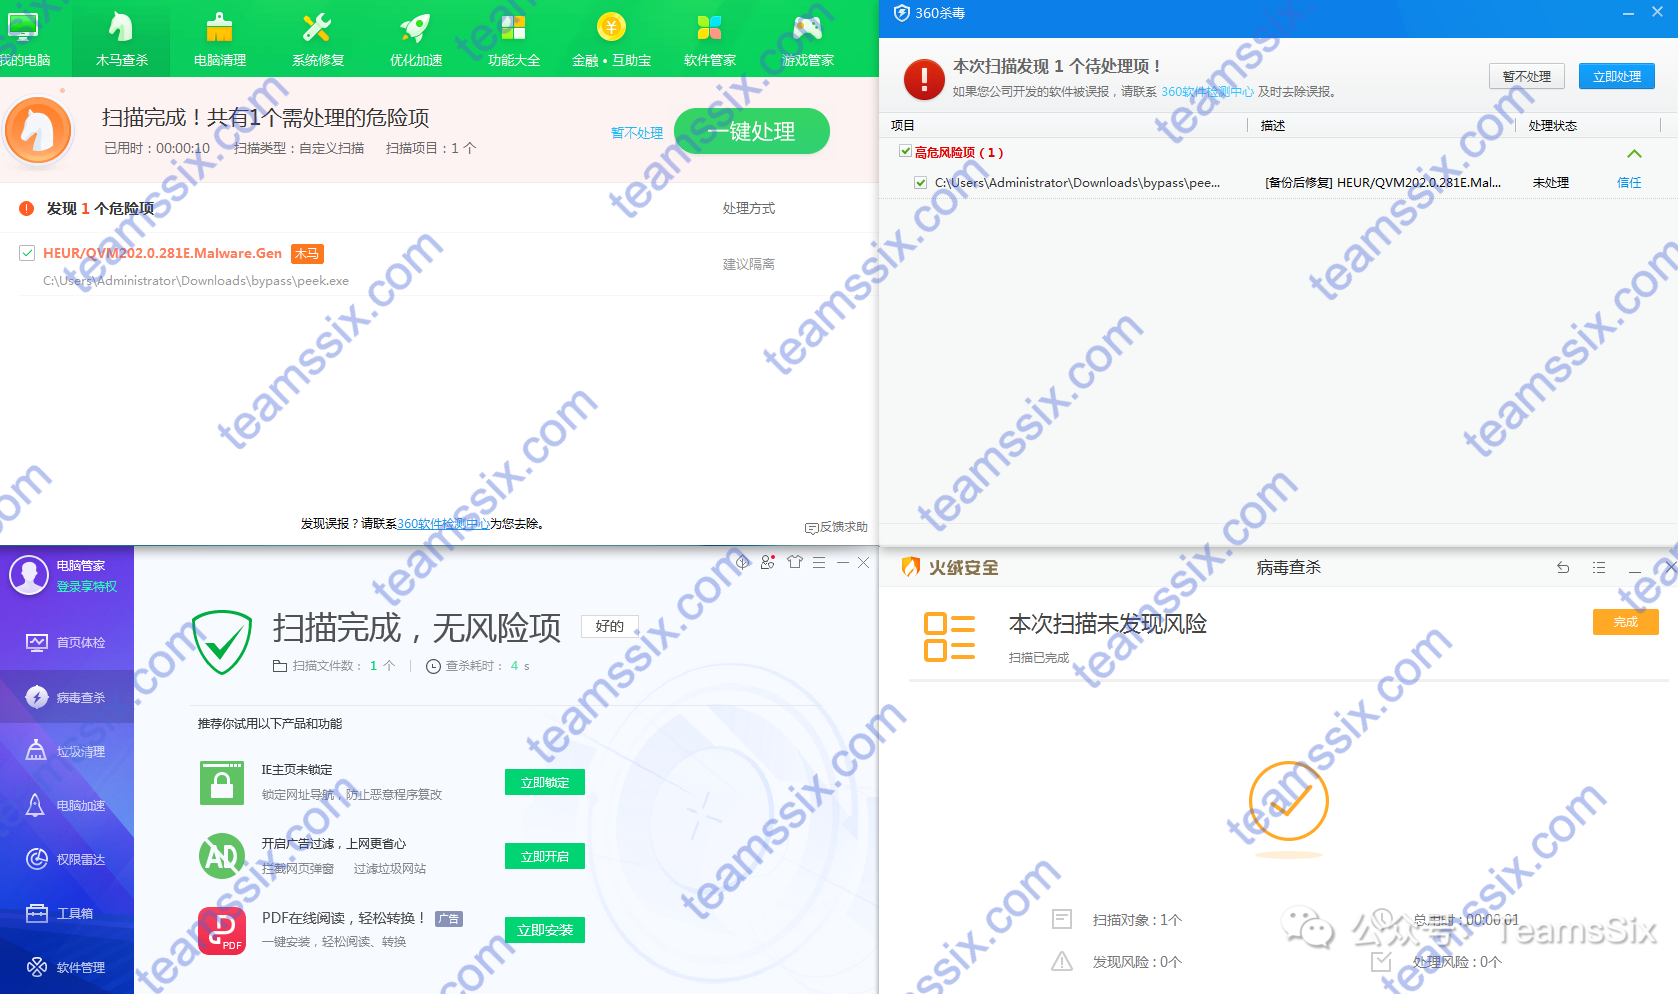 我的电脑 木马查杀 电脑清理 系统修复 优化加速 功能大全 金融•互助宝 软件管家 游戏管家
扫描完成！共有1个需处理的危险项
已用时：00:00:10 扫描类型：自定义扫描 扫描项目：1 个
暂不处理 一键处理
发现 1 个危险项 处理方式
HEUR/QVM202.0.281E.Malware.Gen 木马
建议隔离
C:\Users\Administrator\Downloads\bypass\peek.exe
发现误报？请联系360软件检测中心为您去除。
反馈求助
360杀毒
本次扫描发现 1 个待处理项！
如果您公司开发的软件被误报，请联系 360软件检测中心 及时去除误报。
暂不处理 立即处理
项目 描述 处理状态
高危风险项（1）
C:\Users\Administrator\Downloads\bypass\pee... [备份后修复] HEUR/QVM202.0.281E.Mal... 未处理 信任
电脑管家
登录享特权
首页体检
病毒查杀
垃圾清理
电脑加速
权限雷达
工具箱
软件管理
扫描完成，无风险项 好的
扫描文件数： 1 个 | 查杀耗时： 4 s
推荐你试用以下产品和功能
IE主页未锁定
锁定网址导航，防止恶意程序篡改
立即锁定
开启广告过滤，上网更省心
拦截网页弹窗 过滤垃圾网站
立即开启
AD
PDF在线阅读，轻松转换！ 广告
一键安装，轻松阅读、转换
立即安装
PDF
火绒安全 病毒查杀
本次扫描未发现风险
扫描已完成
完成
扫描对象：1个 总用时：00:00:01
发现风险：0个 处理风险：0个
公众号：TeamsSix
teamssix.com